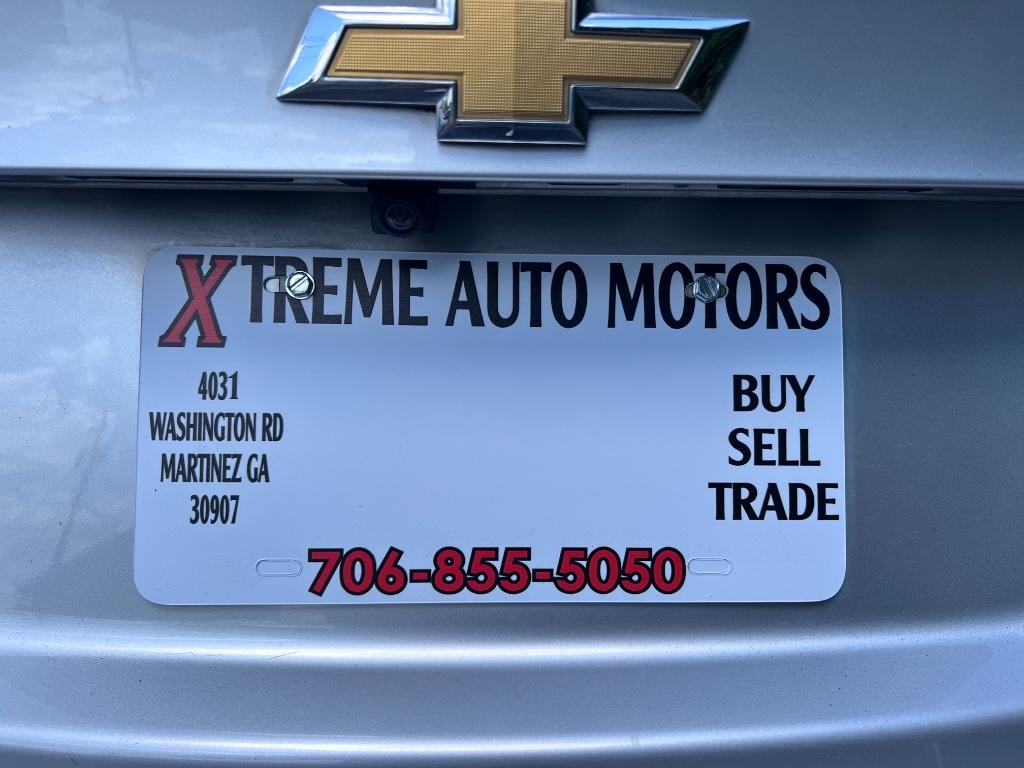 XTREME AUTO MOTORS
4031
WASHINGTON RD
MARTINEZ GA
30907
BUY
SELL
TRADE
706-855-5050